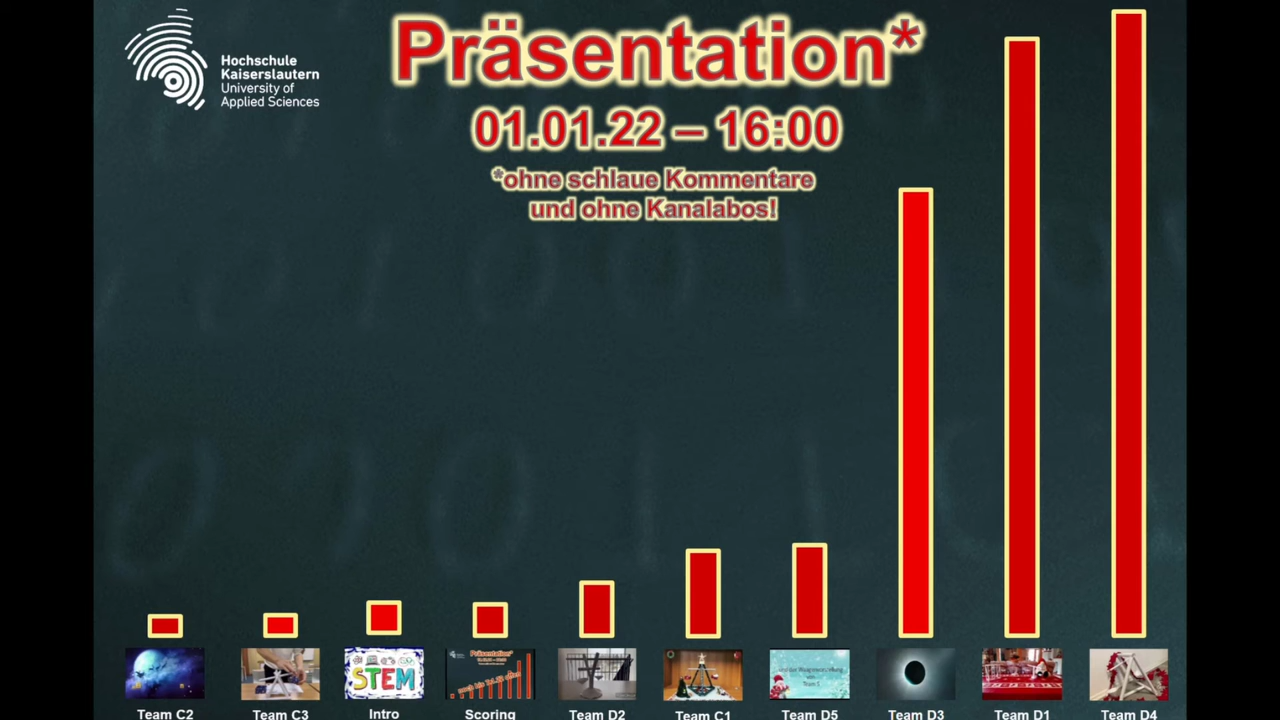 Hochschule
Kaiserslautern
University of
Applied Sciences
Präsentation*
01.01.22 – 16:00
*ohne schlaue Kommentare
und ohne Kanalabos!
STEM
Präsentation*
Team C2
Team C3
Intro
Scoring
Team D2
Team C1
Team D5
Team D3
Team D1
Team D4